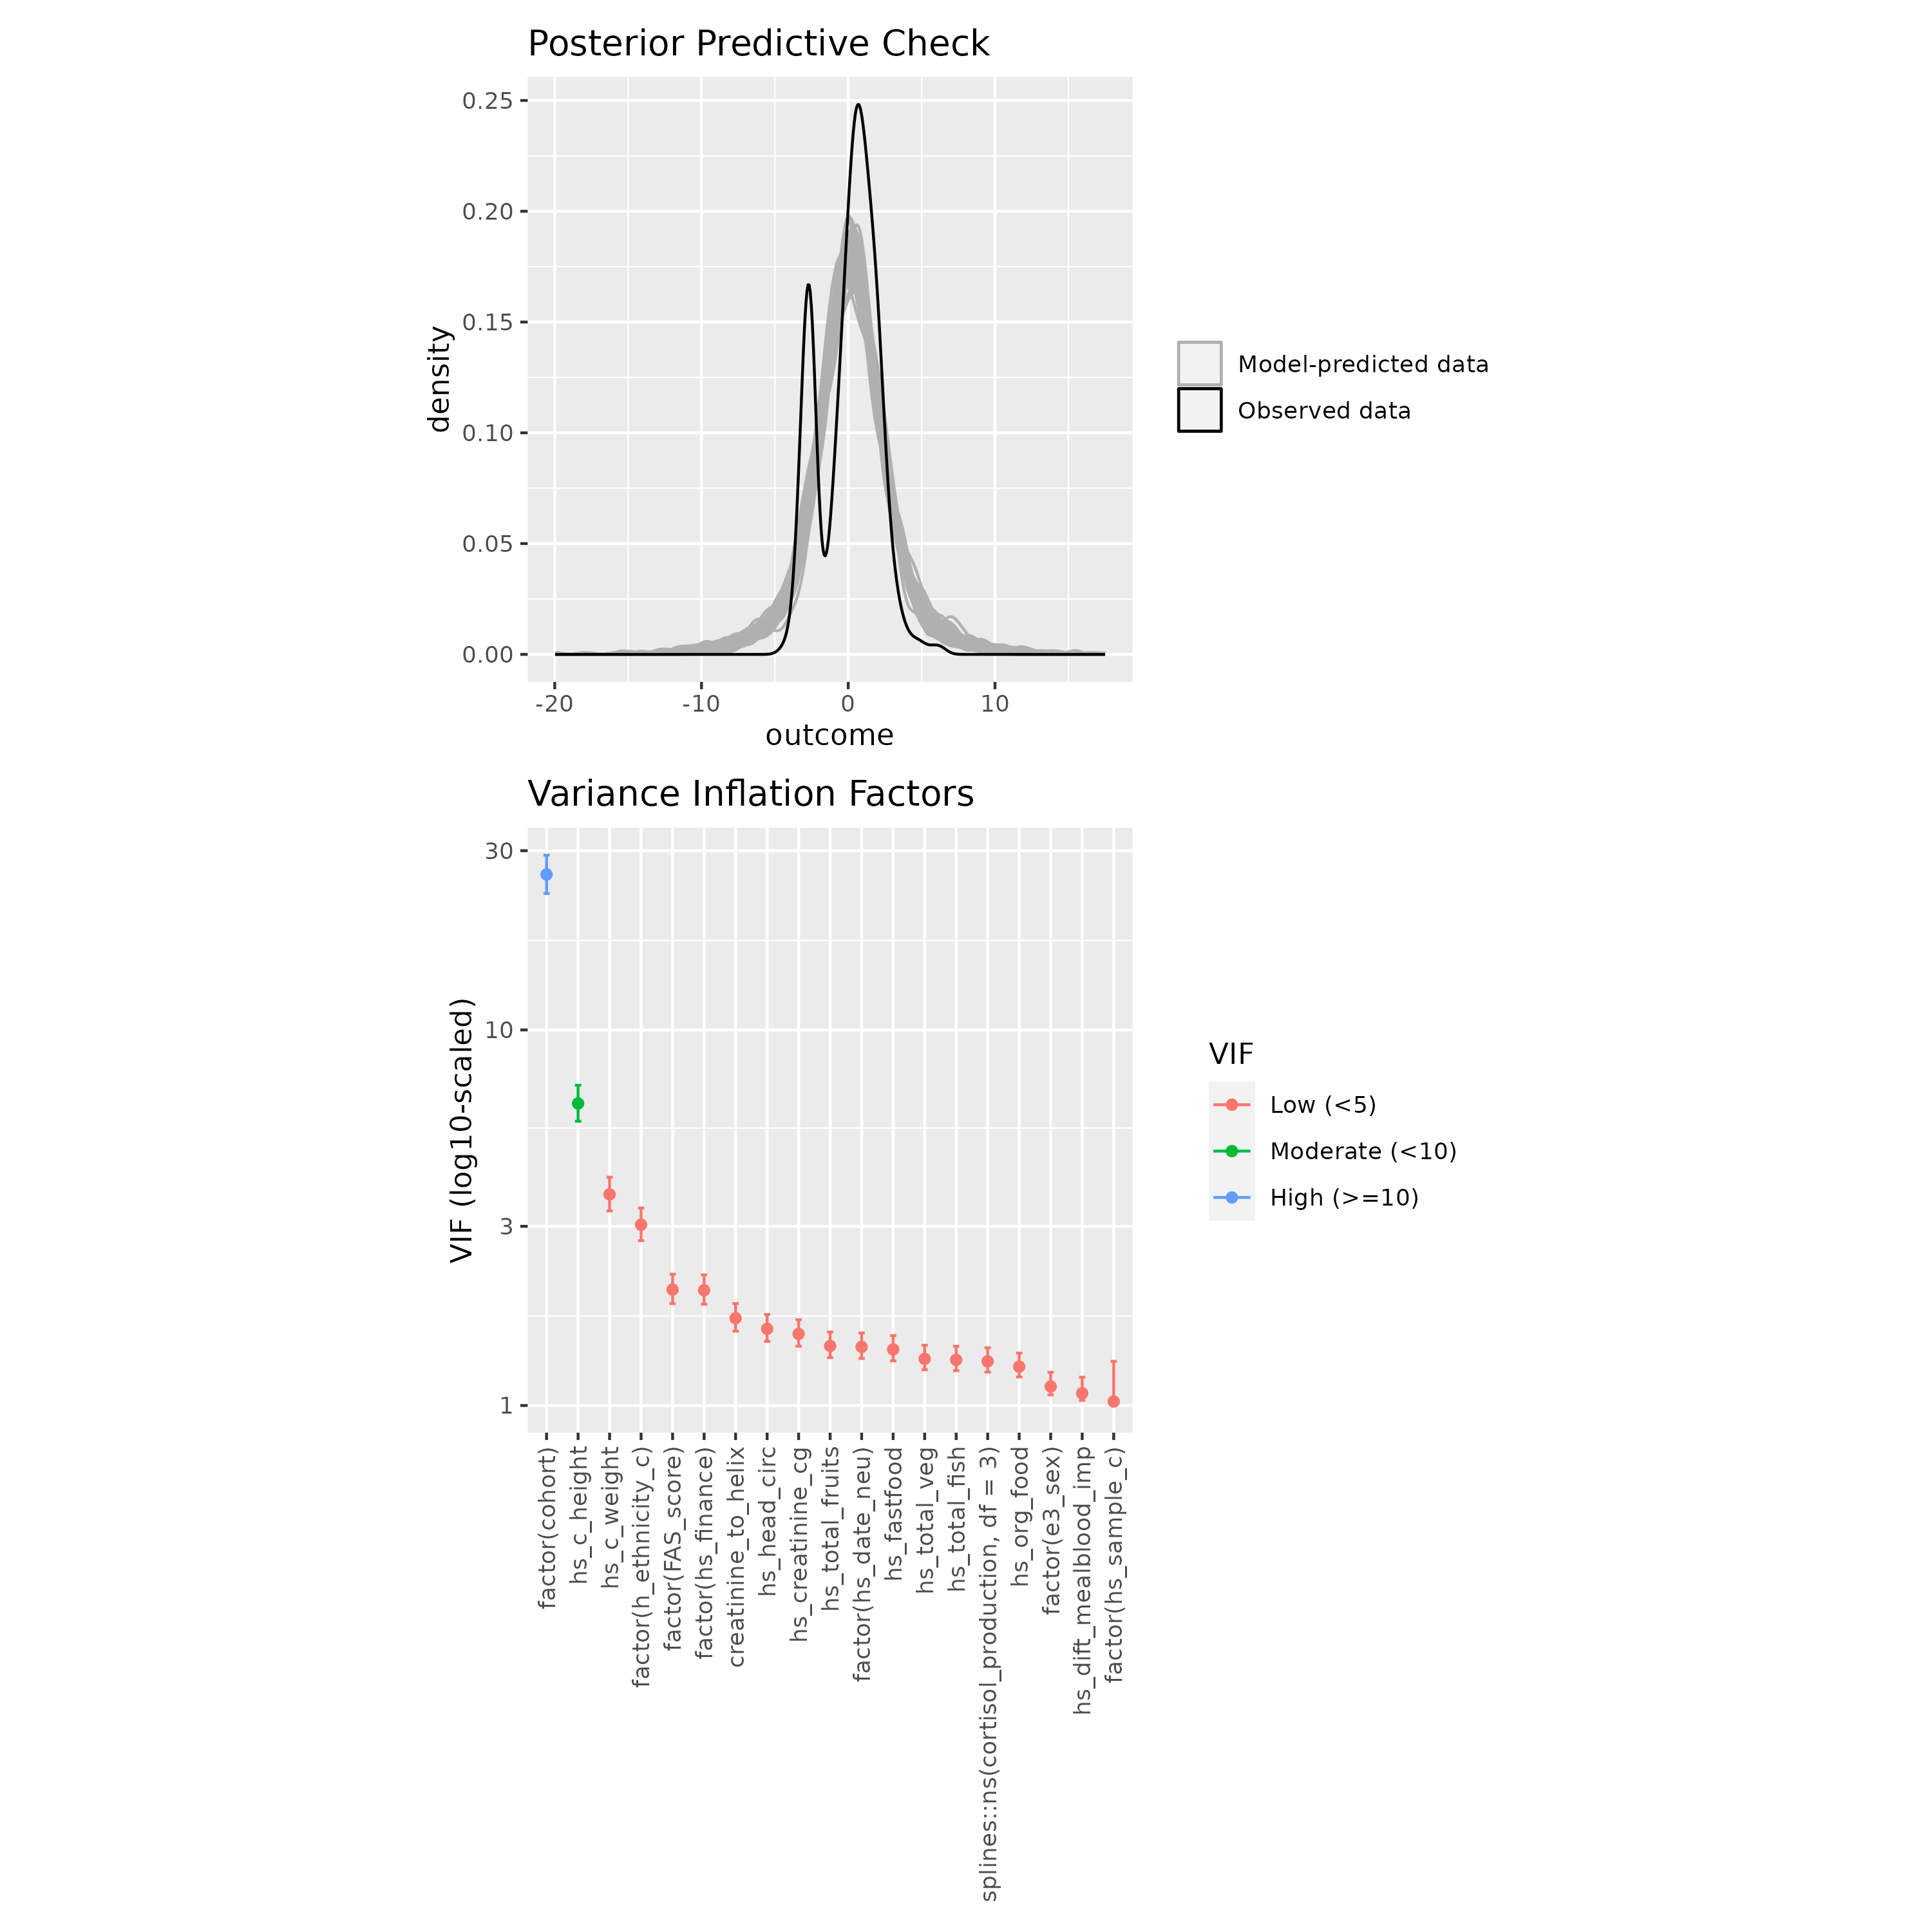 Posterior Predictive Check
0.25
0.20
0.15
0.10
0.05
0.00
density
-20
-10
0
10
outcome
Model-predicted data
Observed data
Variance Inflation Factors
30
10
3
1
VIF (log10-scaled)
factor(cohort)
hs_c_height
hs_c_weight
factor(h_ethnicity_c)
factor(FAS_score)
factor(hs_finance)
creatinine_to_helix
hs_head_circ
hs_creatinine_cg
hs_total_fruits
factor(hs_date_neu)
hs_fastfood
hs_total_veg
hs_total_fish
splines::ns(cortisol_production, df = 3)
hs_org_food
factor(e3_sex)
hs_dift_mealblood_imp
factor(hs_sample_c)
VIF
Low (<5)
Moderate (<10)
High (>=10)